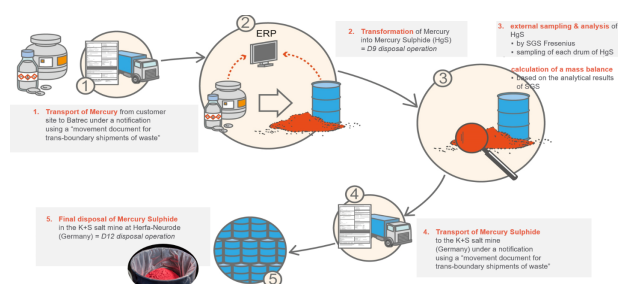 2
ERP
1
1. Transport of Mercury from customer
site to Batrec under a notification
using a “movement document for
trans-boundary shipments of waste”
2. Transformation of Mercury
into Mercury Sulphide (HgS)
= D9 disposal operation
3. external sampling & analysis of
HgS
• by SGS Fresenius
• sampling of each drum of HgS
calculation of a mass balance
• based on the analytical results
of SGS
3
4
4. Transport of Mercury Sulphide
to the K+S salt mine
(Germany) under a notification
using a “movement document for
trans-boundary shipments of waste”
5. Final disposal of Mercury Sulphide
in the K+S salt mine at Herfa-Neurode
(Germany) = D12 disposal operation
5